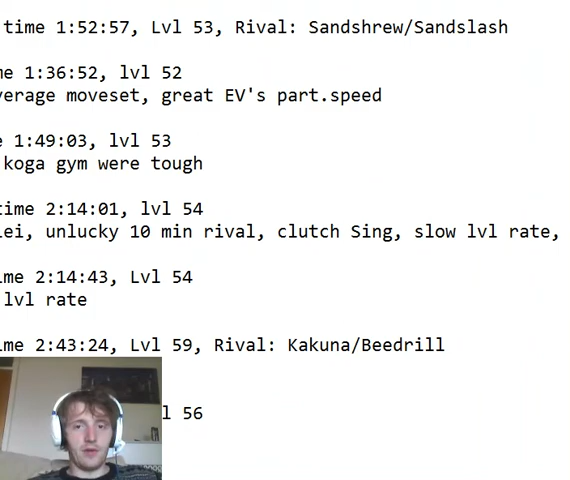 time 1:52:57, Lvl 53, Rival: Sandshrew/Sandslash
me 1:36:52, lvl 52
verage moveset, great EV's part.speed
e 1:49:03, lvl 53
koga gym were tough
time 2:14:01, lvl 54
lei, unlucky 10 min rival, clutch Sing, slow lvl rate,
ime 2:14:43, Lvl 54
lvl rate
ime 2:43:24, Lvl 59, Rival: Kakuna/Beedrill
l 56